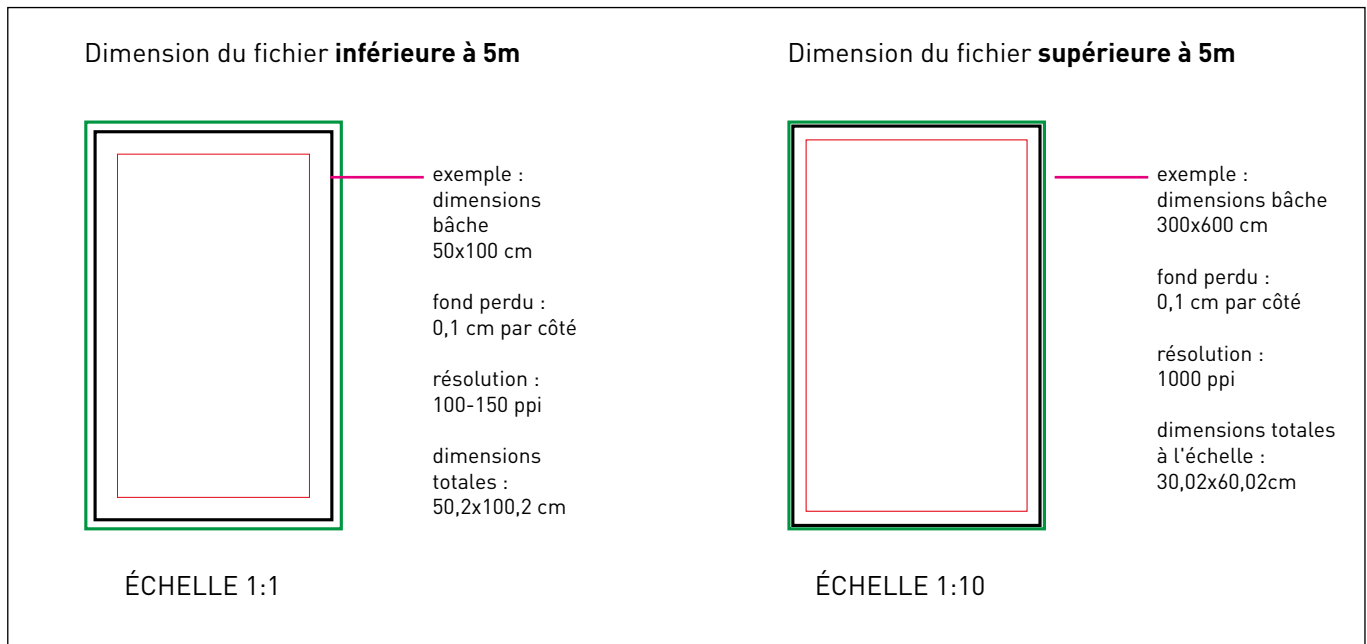 Dimension du fichier inférieure à 5m
exemple :
dimensions
bâche
50x100 cm
fond perdu :
0,1 cm par côté
résolution :
100-150 ppi
dimensions
totales :
50,2x100,2 cm
ÉCHELLE 1:1
Dimension du fichier supérieure à 5m
exemple :
dimensions bâche
300x600 cm
fond perdu :
0,1 cm par côté
résolution :
1000 ppi
dimensions totales
à l'échelle :
30,02x60,02cm
ÉCHELLE 1:10